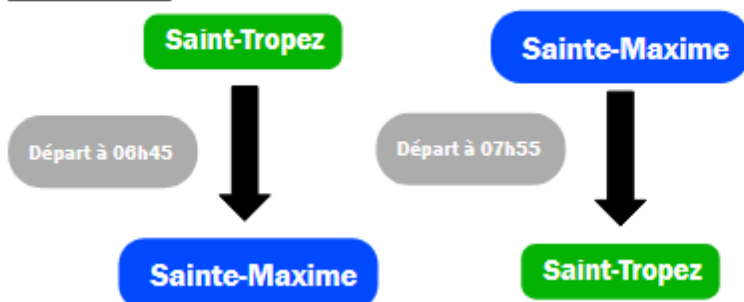 Saint-Tropez
Départ à 06h45
Sainte-Maxime
Sainte-Maxime
Départ à 07h55
Saint-Tropez